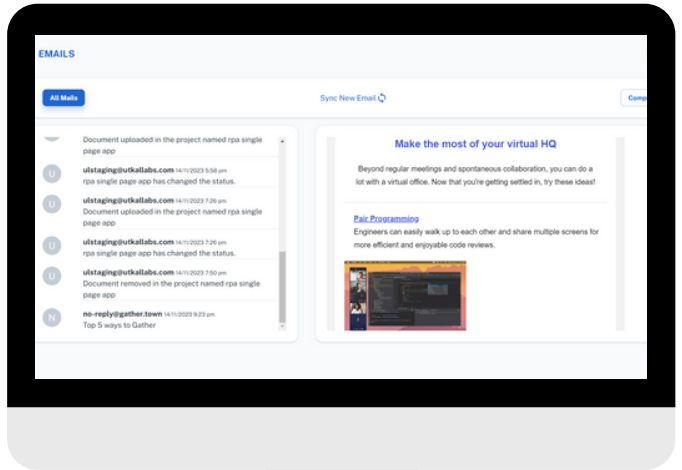 EMAILS
All Mails
Sync New Email
Comp
Document uploaded in the project named rpa single
page app
U
ulstaging@utkallabs.com 14/11/2023 5:58 pm
rpa single page app has changed the status.
U
ulstaging@utkallabs.com 14/11/2023 7:26 pm
Document uploaded in the project named rpa single
page app
U
ulstaging@utkallabs.com 14/11/2023 7:26 pm
rpa single page app has changed the status.
U
ulstaging@utkallabs.com 14/11/2023 7:50 pm
Document removed in the project named rpa single
page app
N
no-reply@gather.town 14/11/2023 9:23 pm
Top 5 ways to Gather
Make the most of your virtual HQ
Beyond regular meetings and spontaneous collaboration, you can do a
lot with a virtual office. Now that you're getting settled in, try these ideas!
Pair Programming
Engineers can easily walk up to each other and share multiple screens for
more efficient and enjoyable code reviews.